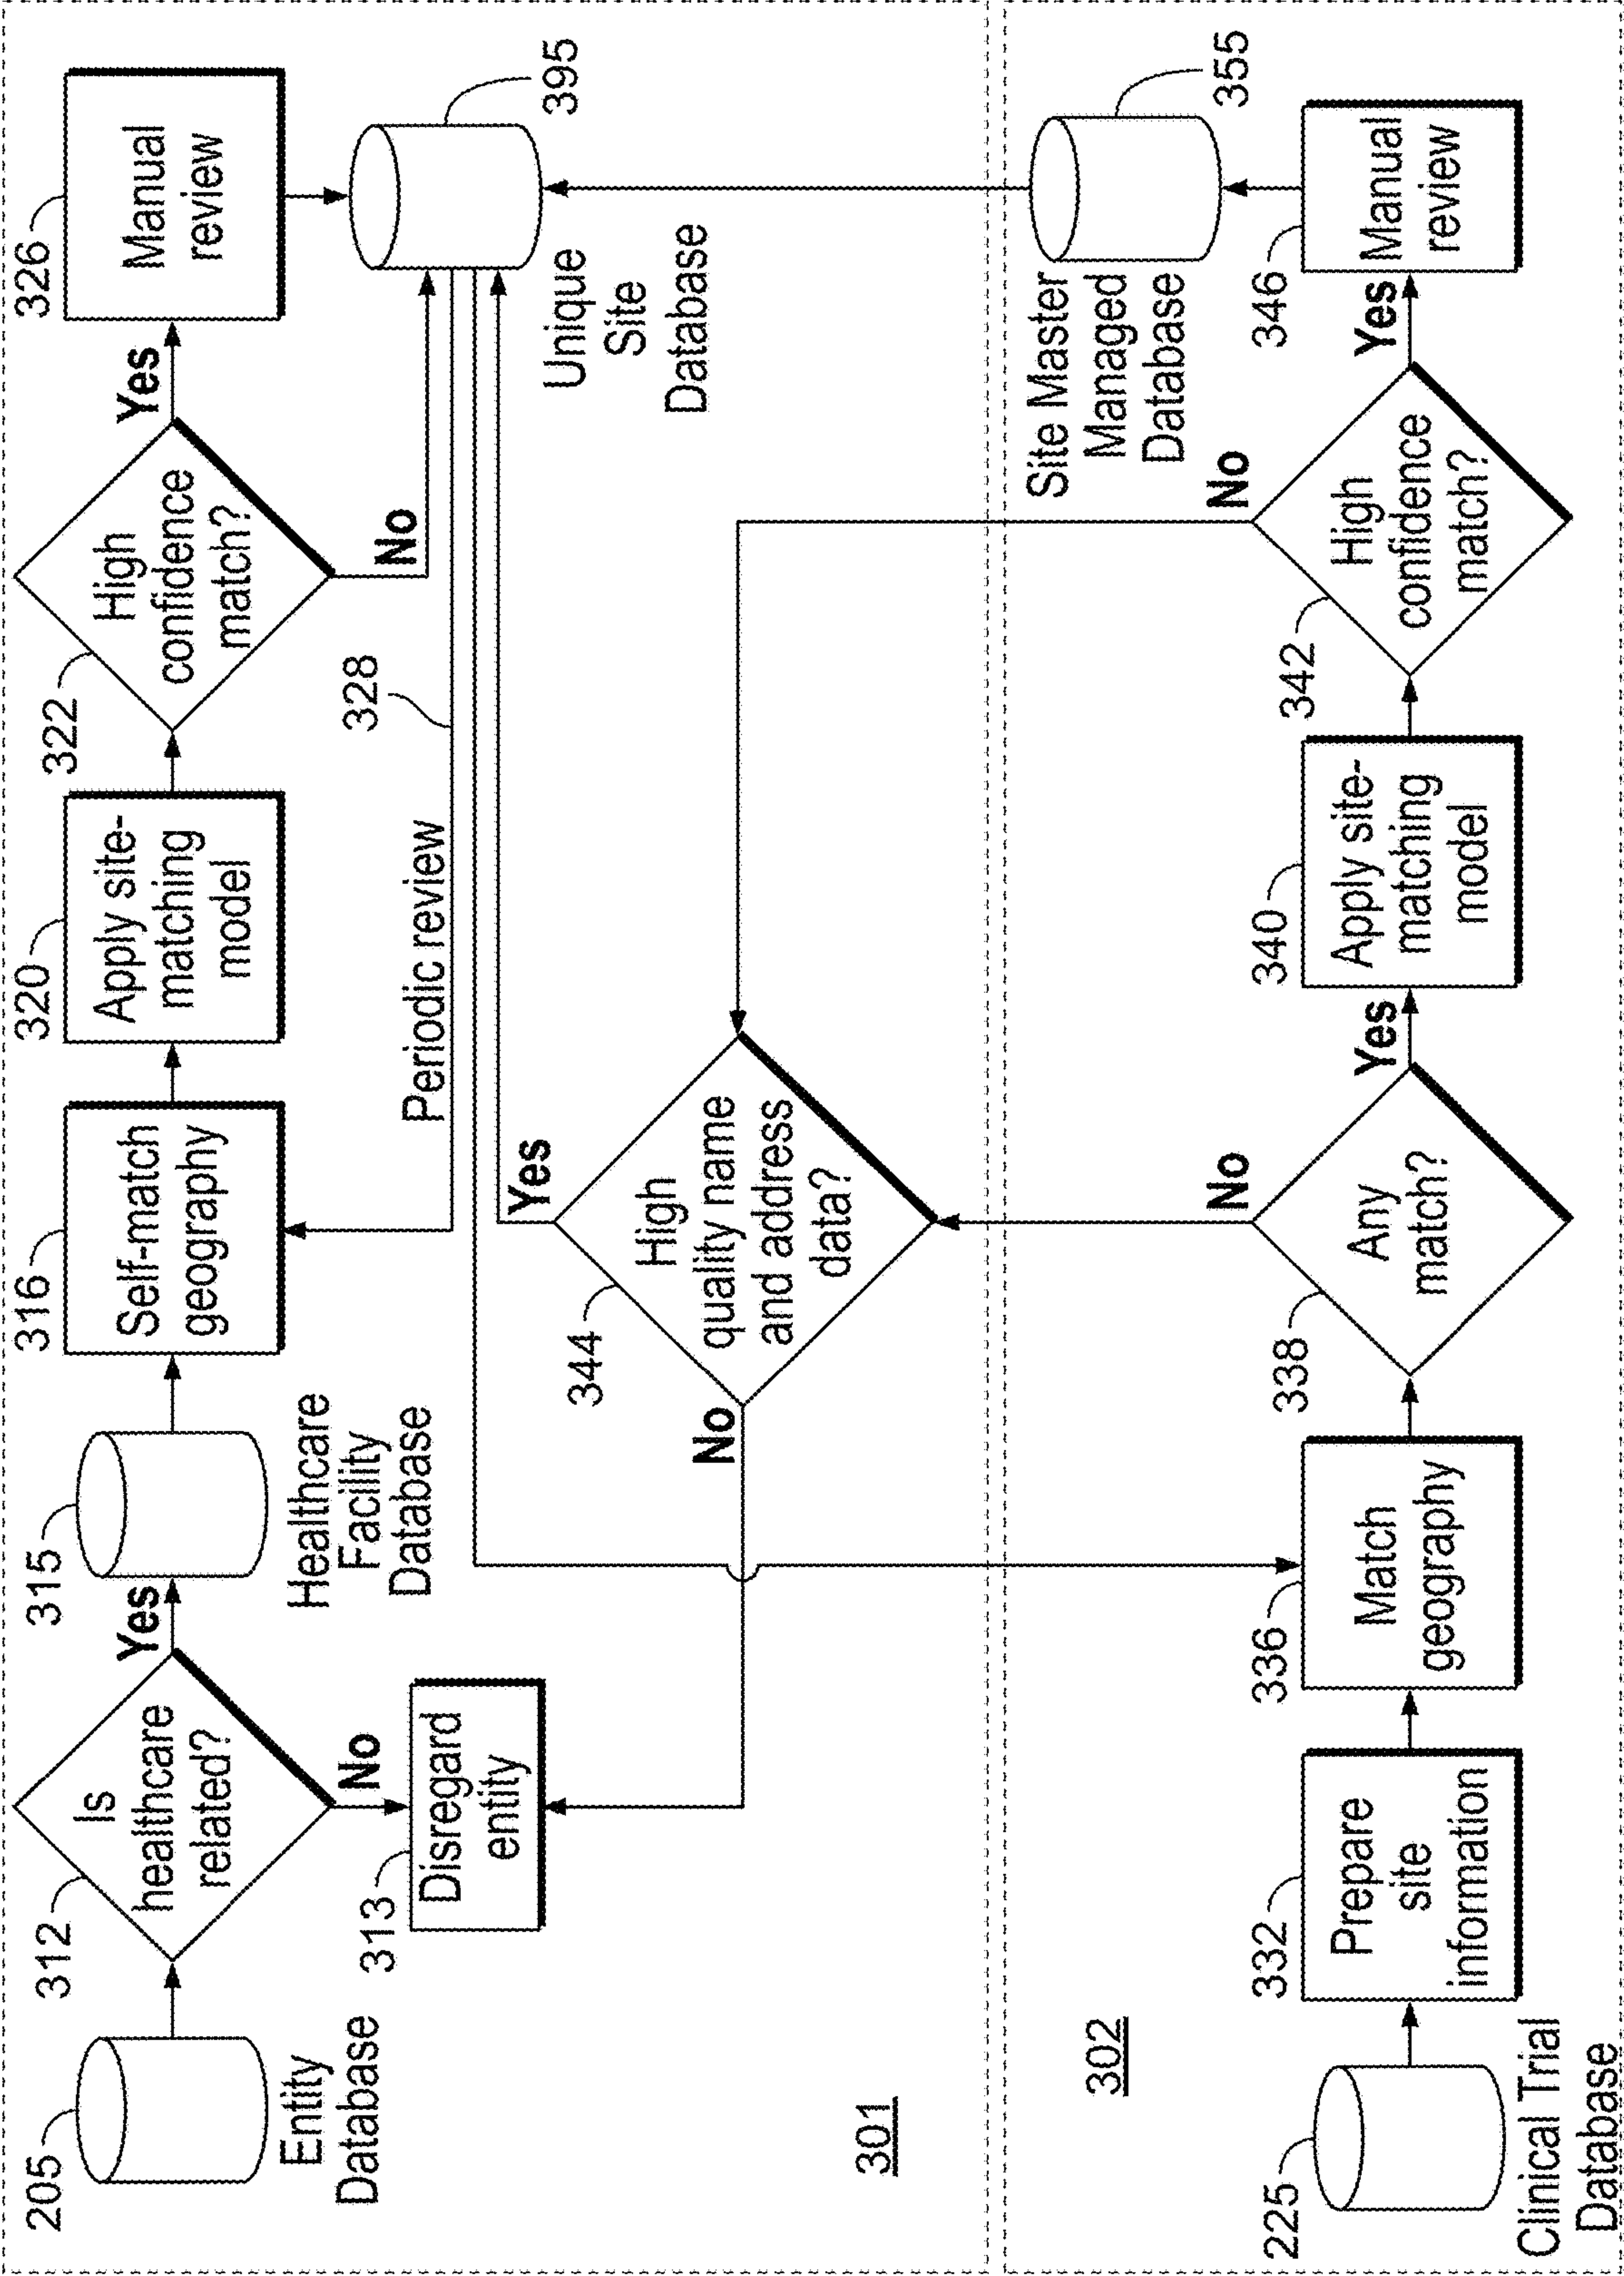 205
Entity
Database
312
Is
healthcare
related?
Yes
No
313
Disregard
entity
315
Healthcare
Facility
Database
316
Self-match
geography
320
Apply site-
matching
model
322
High
confidence
match?
Yes
No
326
Manual
review
328
Periodic review
395
Unique
Site
Database
344
High
quality name
and address
data?
Yes
No
301
302
225
Clinical Trial
Database
332
Prepare
site
information
336
Match
geography
338
Any
match?
Yes
No
340
Apply site-
matching
model
342
High
confidence
match?
Yes
No
346
Manual
review
355
Site Master
Managed
Database